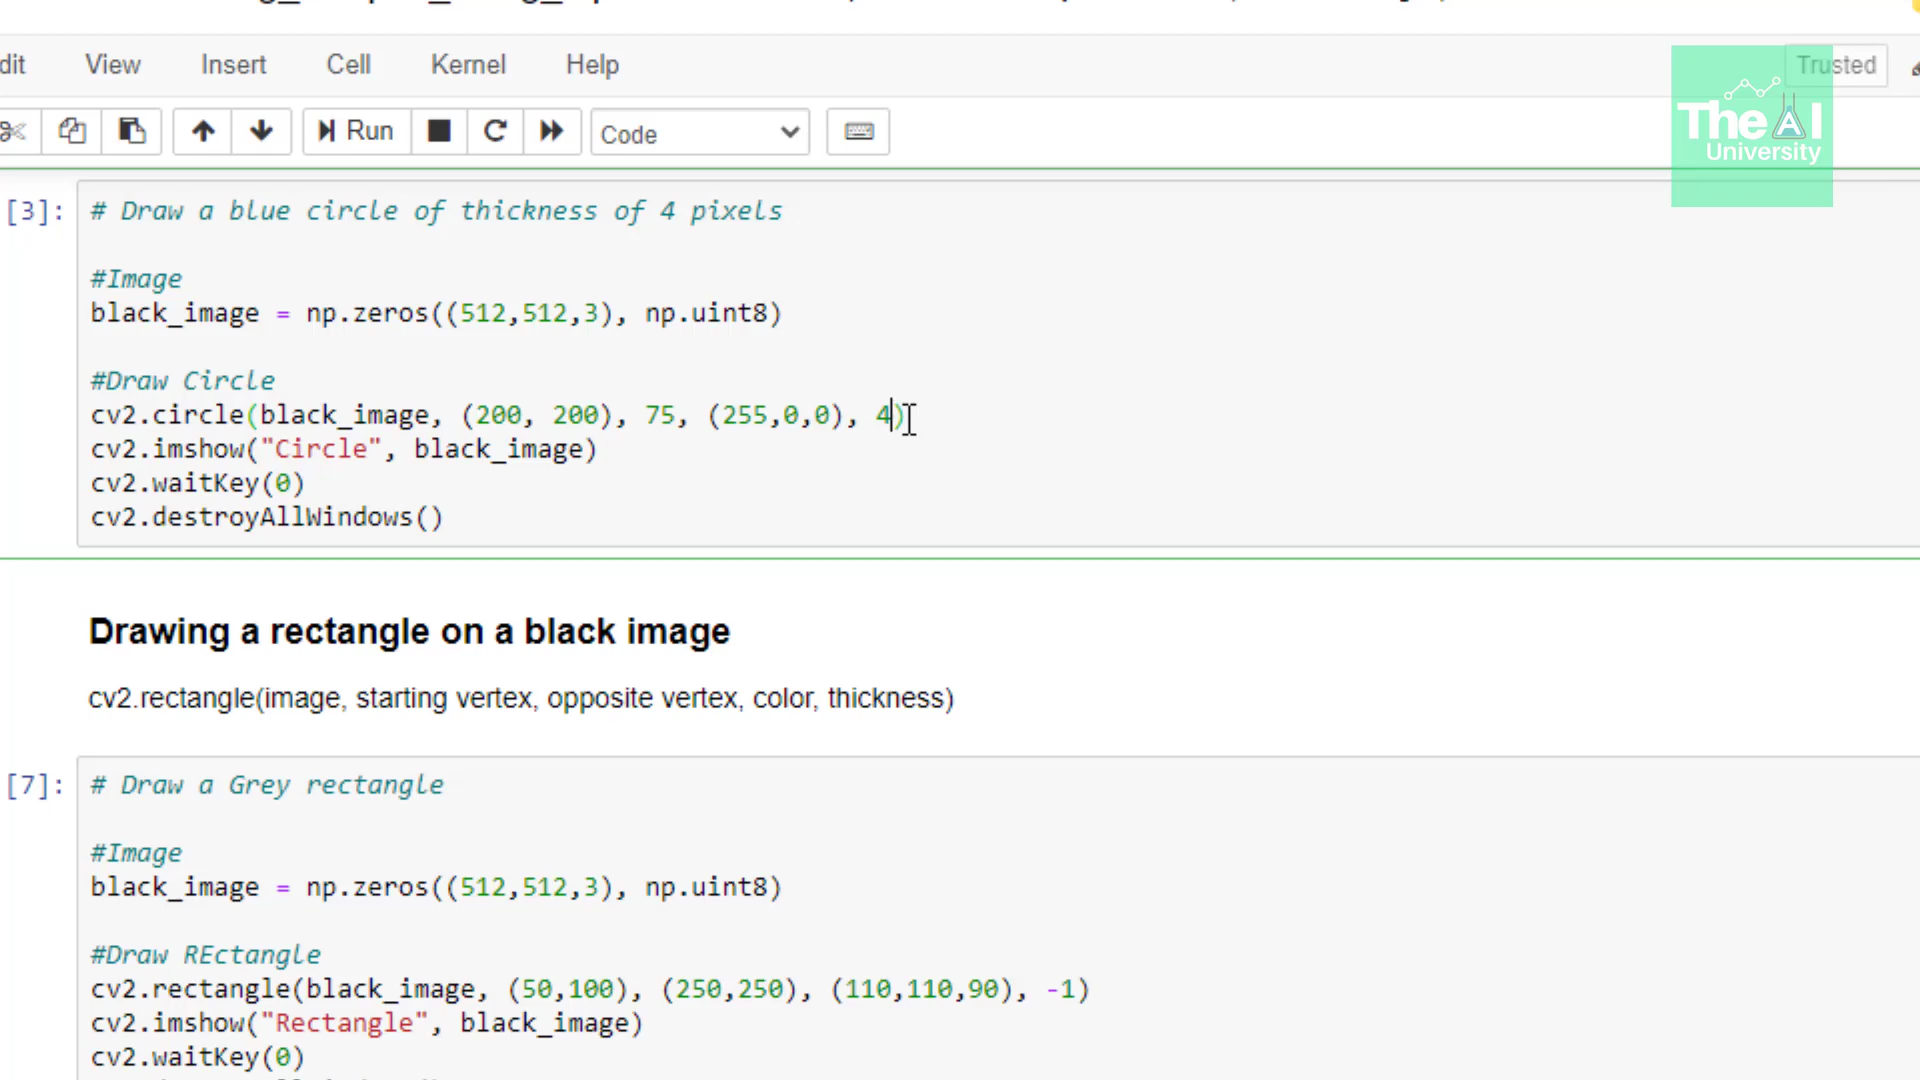 dit View Insert Cell Kernel Help Trusted
The AI
University
Run Code
[3]: # Draw a blue circle of thickness of 4 pixels
#Image
black_image = np.zeros((512,512,3), np.uint8)
#Draw Circle
cv2.circle(black_image, (200, 200), 75, (255,0,0), 4)
cv2.imshow("Circle", black_image)
cv2.waitKey(0)
cv2.destroyAllWindows()
Drawing a rectangle on a black image
cv2.rectangle(image, starting vertex, opposite vertex, color, thickness)
[7]: # Draw a Grey rectangle
#Image
black_image = np.zeros((512,512,3), np.uint8)
#Draw REctangle
cv2.rectangle(black_image, (50,100), (250,250), (110,110,90), -1)
cv2.imshow("Rectangle", black_image)
cv2.waitKey(0)